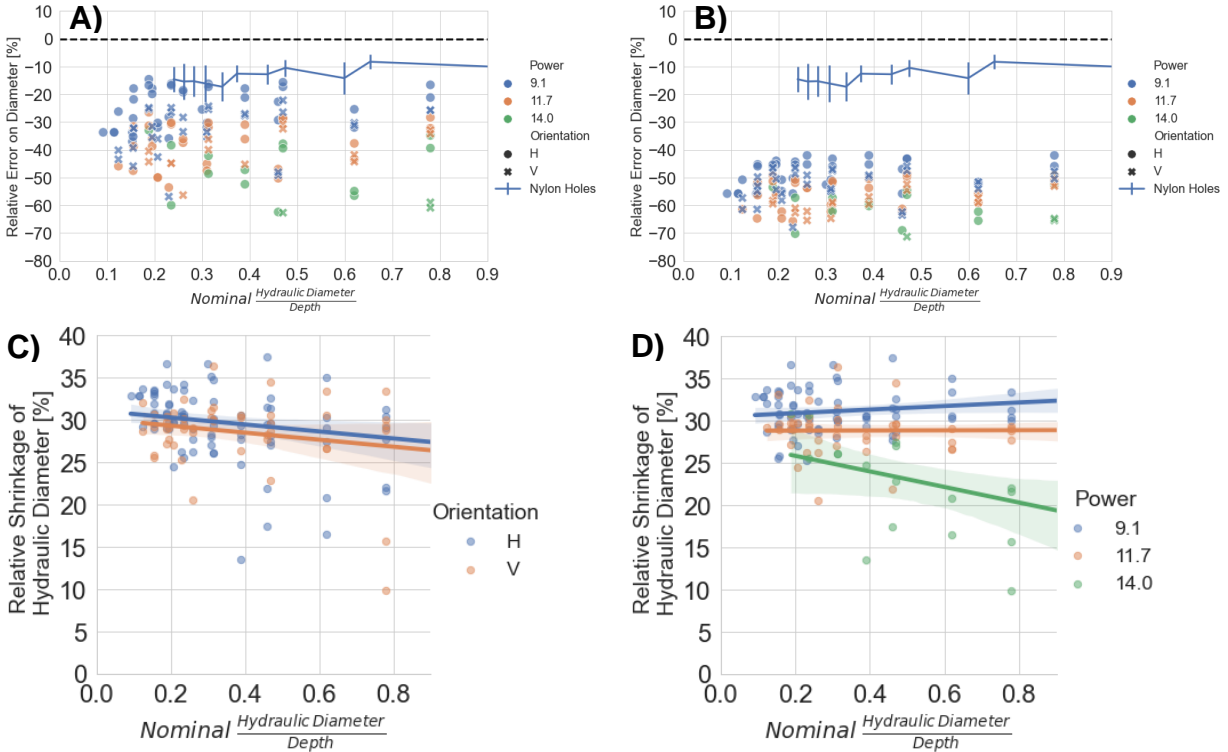 A)
Relative Error on Diameter [%]
10
0
−10
−20
−30
−40
−50
−60
−70
−80
0.0 0.1 0.2 0.3 0.4 0.5 0.6 0.7 0.8 0.9
Nominal Hydraulic Diameter
Depth
Power
9.1
11.7
14.0
Orientation
H
V
Nylon Holes
B)
Relative Error on Diameter [%]
10
0
−10
−20
−30
−40
−50
−60
−70
−80
0.0 0.1 0.2 0.3 0.4 0.5 0.6 0.7 0.8 0.9
Nominal Hydraulic Diameter
Depth
Power
9.1
11.7
14.0
Orientation
H
V
Nylon Holes
C)
Relative Shrinkage of
Hydraulic Diameter [%]
40
35
30
25
20
15
10
5
0
0.0 0.2 0.4 0.6 0.8
Nominal Hydraulic Diameter
Depth
Orientation
H
V
D)
Relative Shrinkage of
Hydraulic Diameter [%]
40
35
30
25
20
15
10
5
0
0.0 0.2 0.4 0.6 0.8
Nominal Hydraulic Diameter
Depth
Power
9.1
11.7
14.0